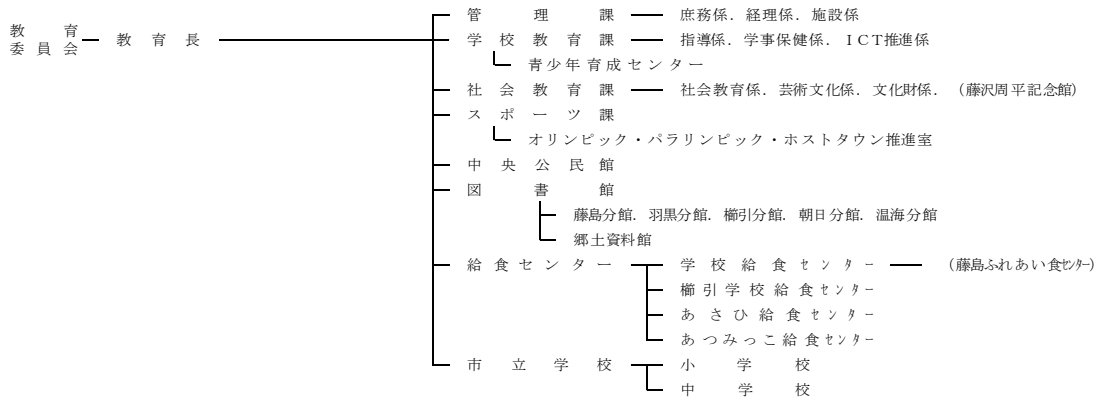 管理課 庶務係．経理係．施設係
教育委員会 教育長 学校教育課 指導係．学事保健係．ＩＣＴ推進係
青少年育成センター
社会教育課 社会教育係．芸術文化係．文化財係．（藤沢周平記念館）
スポーツ課
オリンピック・パラリンピック・ホストタウン推進室
中央公民館
図書館
藤島分館．羽黒分館．櫛引分館．朝日分館．温海分館
郷土資料館
給食センター 学校給食センター （藤島ふれあい食センター）
櫛引学校給食センター
あさひ給食センター
あつみっこ給食センター
市立学校 小学校
中学校